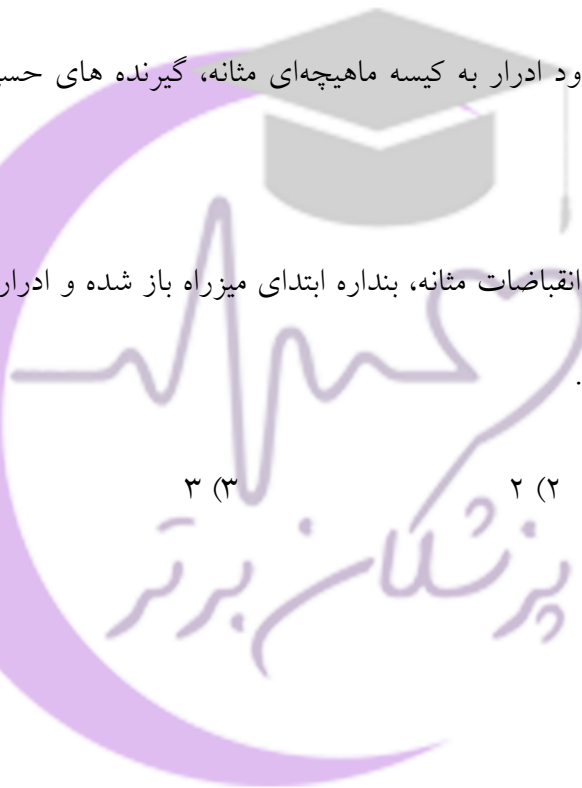 ود ادرار به کیسه ماهیچه‌ای مثانه، گیرنده های حسی
انقباضات مثانه، بنداره ابتدای میزراه باز شده و ادرار
.
۲) ۲ ۳) ۳
پزشکان برتر